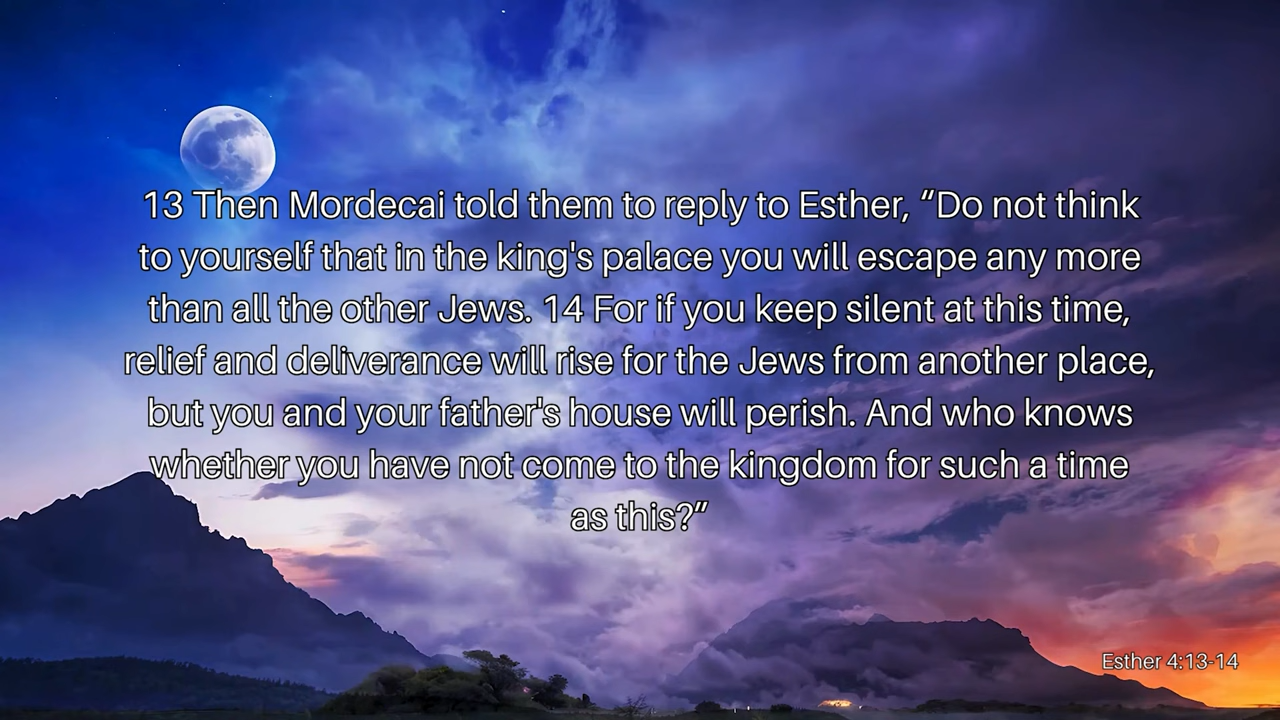 13 Then Mordecai told them to reply to Esther, “Do not think
to yourself that in the king's palace you will escape any more
than all the other Jews. 14 For if you keep silent at this time,
relief and deliverance will rise for the Jews from another place,
but you and your father's house will perish. And who knows
whether you have not come to the kingdom for such a time
as this?”
Esther 4:13-14